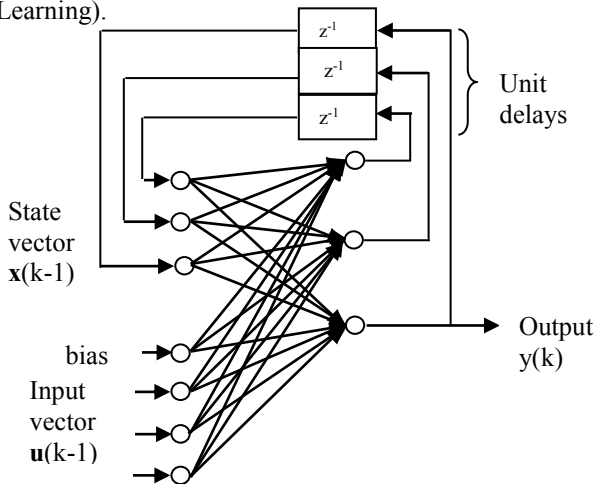 Learning).
z-1
z-1
z-1
Unit
delays
State
vector
x(k-1)
bias
Input
vector
u(k-1)
Output
y(k)